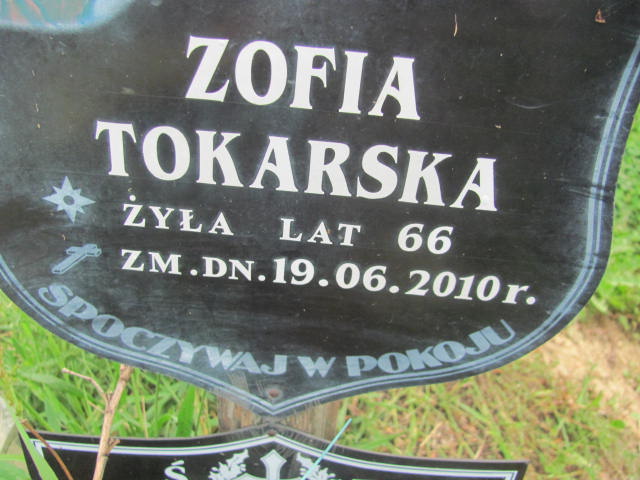 ZOFIA
TOKARSKA
ŻYŁA LAT 66
ZM.DN.19.06.2010r.
SPOCZYWAJ W POKOJU
Ś